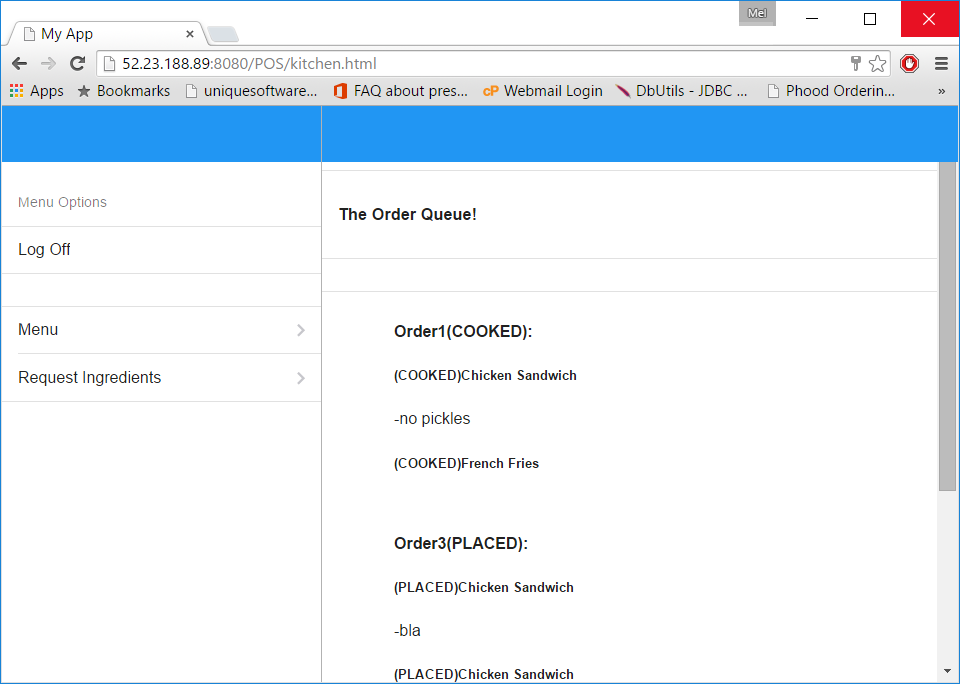 Mel
My App
52.23.188.89:8080/POS/kitchen.html
Apps Bookmarks uniquesoftware... FAQ about pres... cP Webmail Login DbUtils - JDBC ... Phood Orderin... »
Menu Options
Log Off
Menu
Request Ingredients
The Order Queue!
Order1(COOKED):
(COOKED)Chicken Sandwich
-no pickles
(COOKED)French Fries
Order3(PLACED):
(PLACED)Chicken Sandwich
-bla
(PLACED)Chicken Sandwich